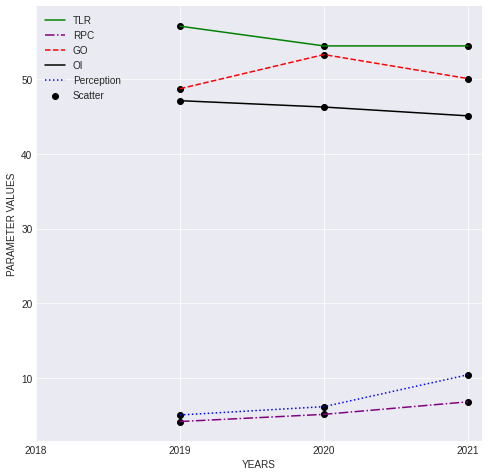 TLR
RPC
GO
OI
Perception
Scatter
50
40
30
20
10
PARAMETER VALUES
2018 2019 2020 2021
YEARS